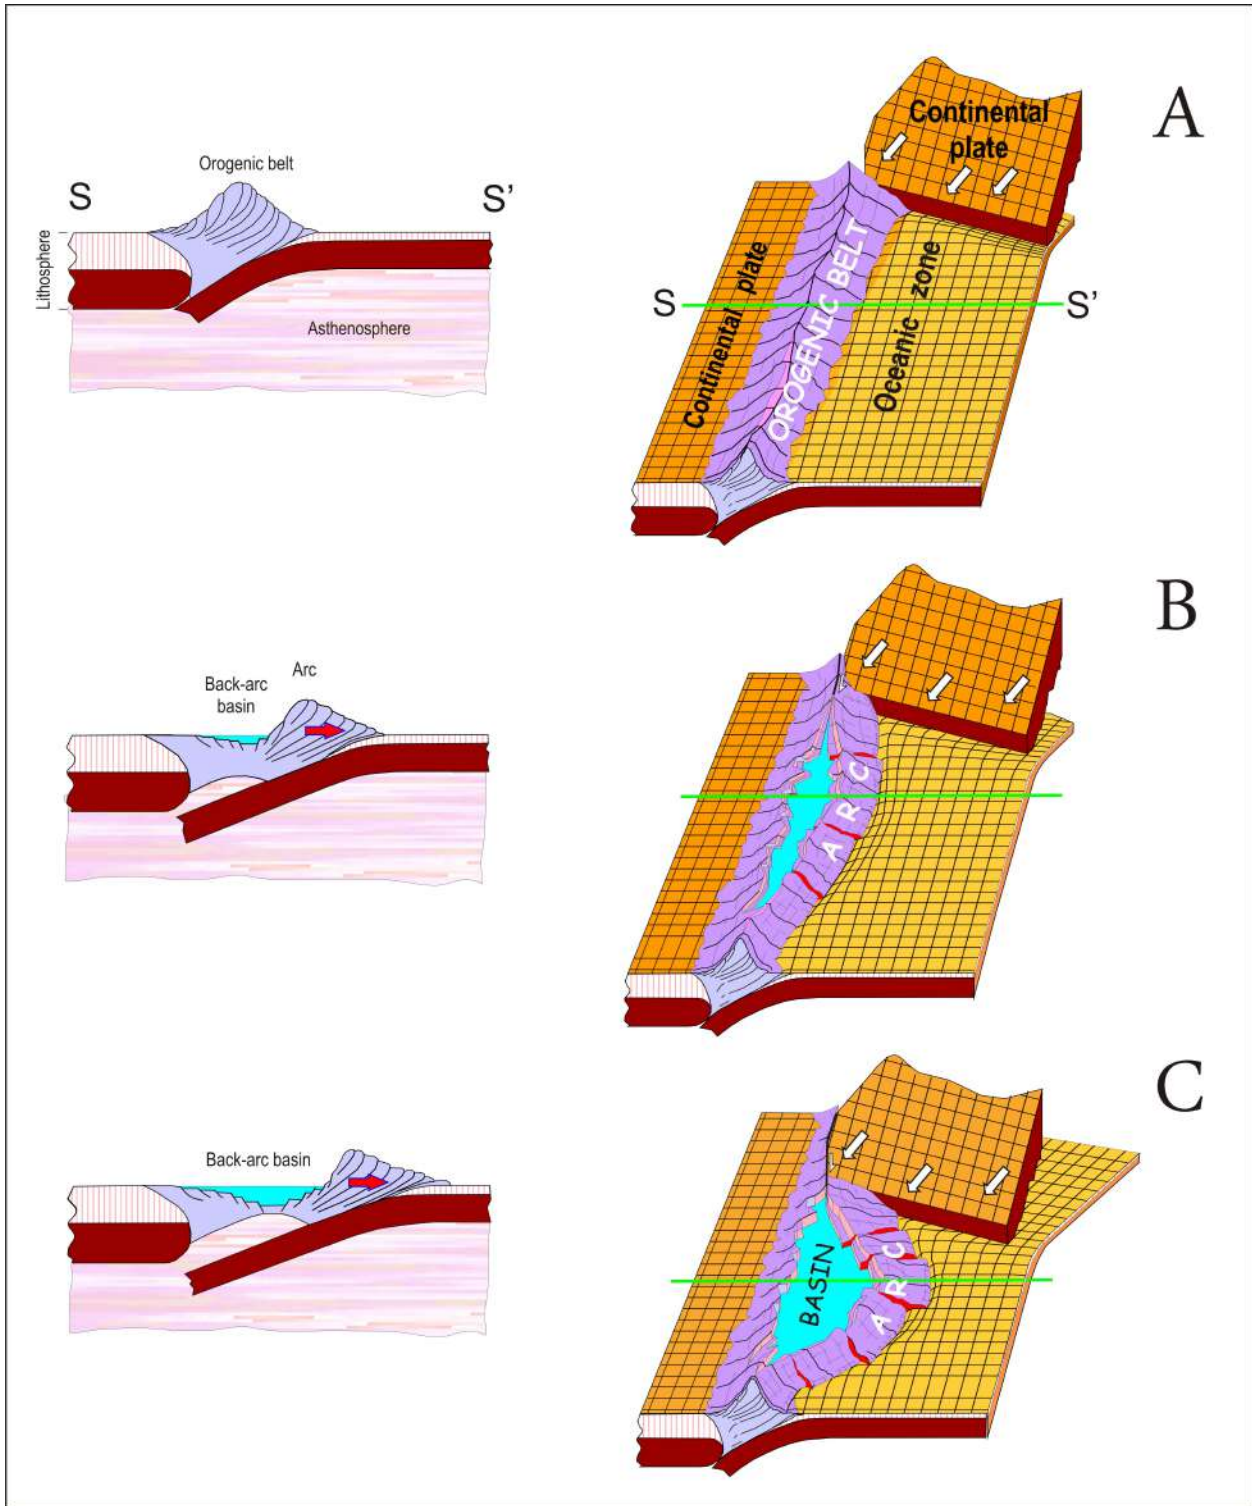 A
Orogenic belt
S
S'
Lithosphere
Asthenosphere
Continental
plate
Continental plate
OROGENIC BELT
Oceanic zone
S
S'
B
Arc
Back-arc
basin
ARC
C
Back-arc basin
BASIN
ARC